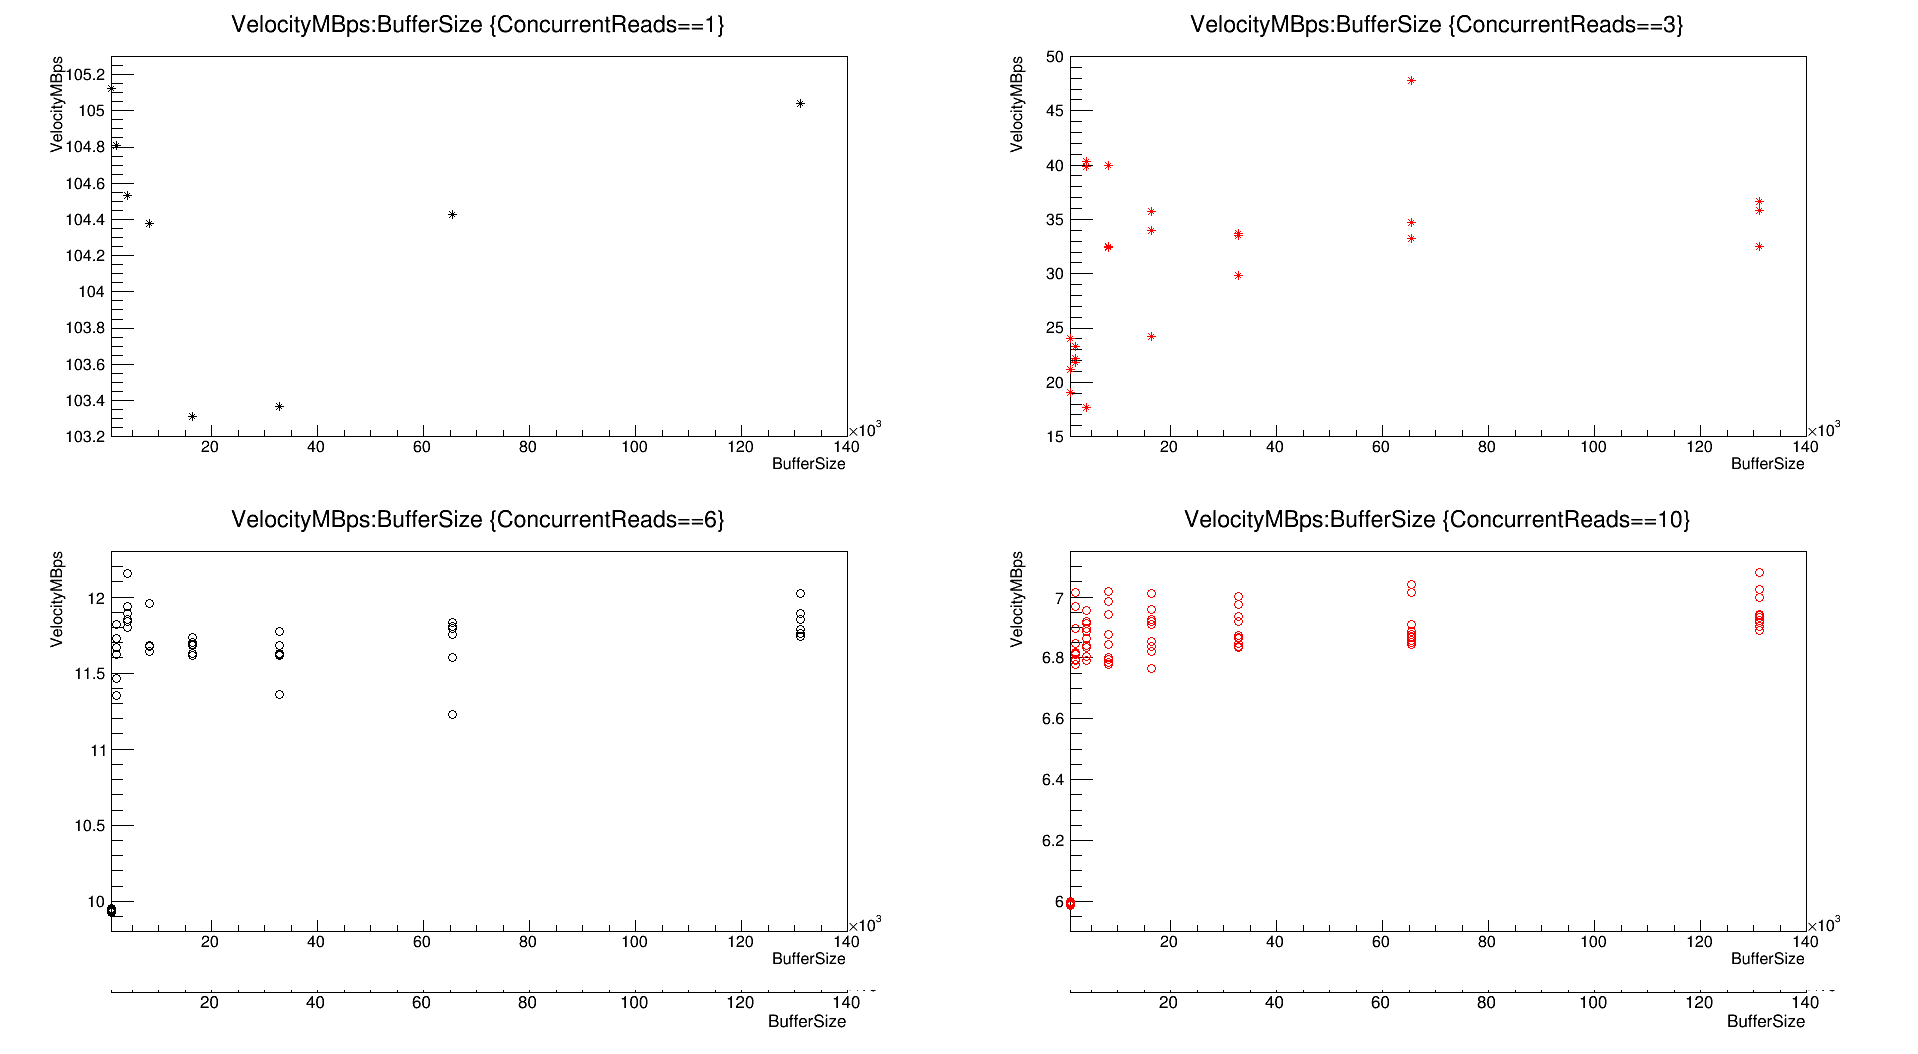 VelocityMBps:BufferSize {ConcurrentReads==1}
VelocityMBps
105.2
105
104.8
104.6
104.4
104.2
104
103.8
103.6
103.4
103.2
20 40 60 80 100 120 140
×10³
BufferSize
VelocityMBps:BufferSize {ConcurrentReads==3}
VelocityMBps
50
45
40
35
30
25
20
15
20 40 60 80 100 120 140
×10³
BufferSize
VelocityMBps:BufferSize {ConcurrentReads==6}
VelocityMBps
12
11.5
11
10.5
10
20 40 60 80 100 120 140
×10³
BufferSize
20 40 60 80 100 120 140
BufferSize
VelocityMBps:BufferSize {ConcurrentReads==10}
VelocityMBps
7
6.8
6.6
6.4
6.2
6
20 40 60 80 100 120 140
×10³
BufferSize
20 40 60 80 100 120 140
BufferSize